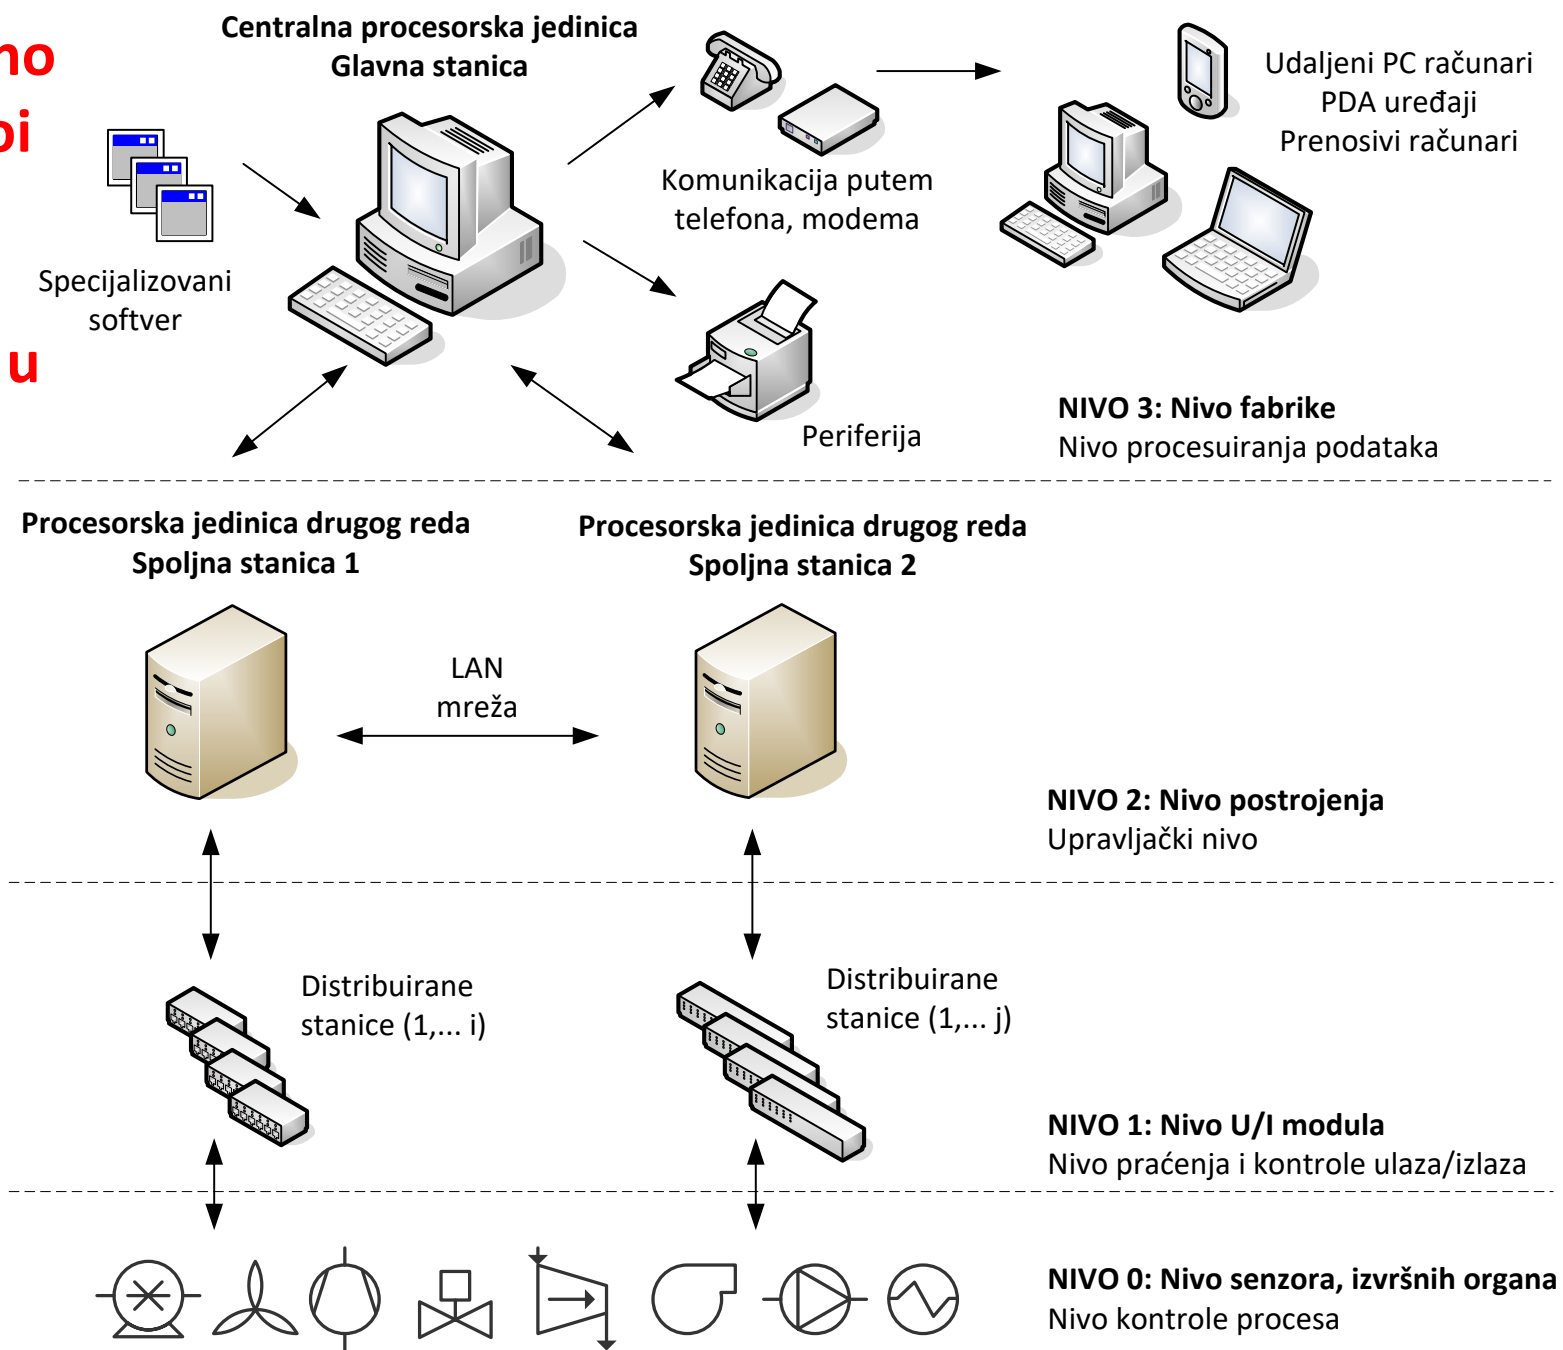 Centralna procesorska jedinica
Glavna stanica
Udaljeni PC računari
PDA uređaji
Prenosivi računari
Komunikacija putem
telefona, modema
Specijalizovani
softver
u
Periferija
NIVO 3: Nivo fabrike
Nivo procesuiranja podataka
Procesorska jedinica drugog reda
Spoljna stanica 1
Procesorska jedinica drugog reda
Spoljna stanica 2
LAN
mreža
NIVO 2: Nivo postrojenja
Upravljački nivo
Distribuirane
stanice (1,... i)
Distribuirane
stanice (1,... j)
NIVO 1: Nivo U/I modula
Nivo praćenja i kontrole ulaza/izlaza
NIVO 0: Nivo senzora, izvršnih organa
Nivo kontrole procesa